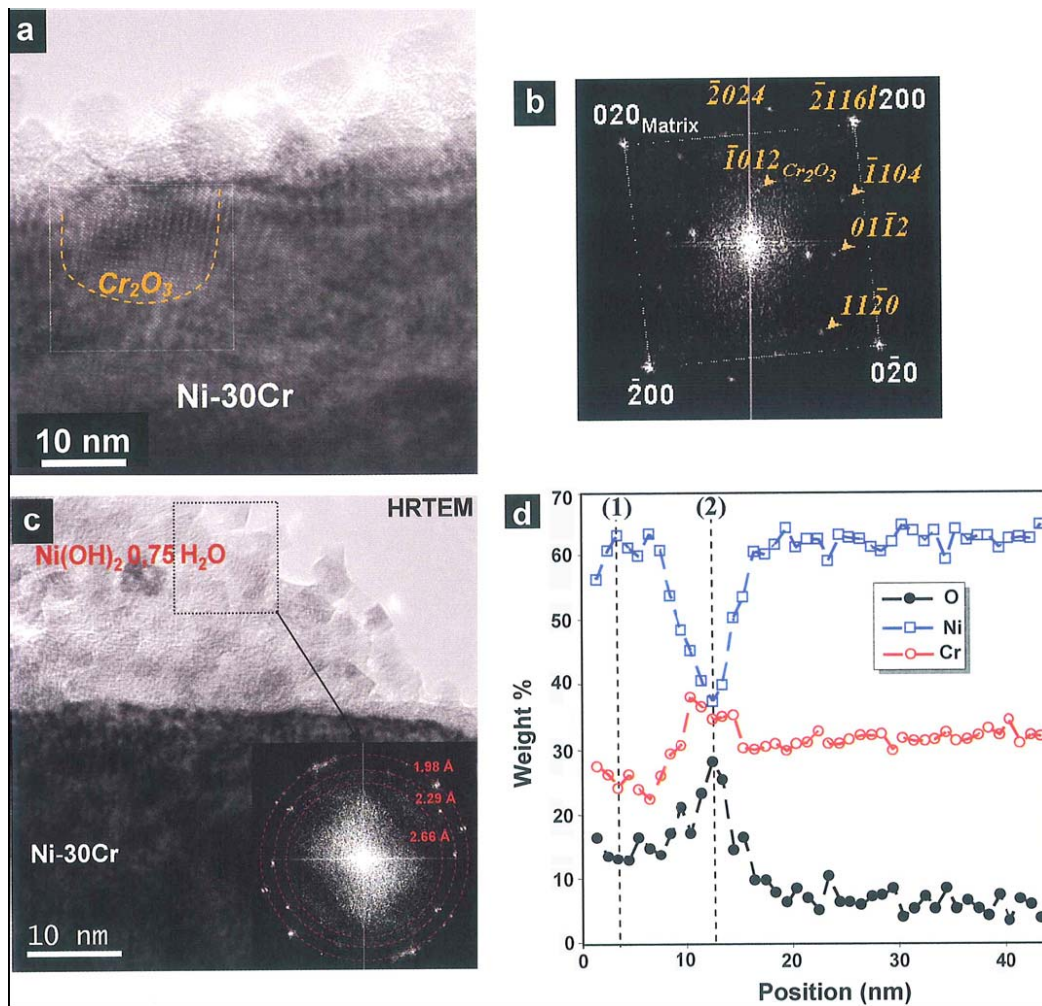 a
Cr₂O₃
Ni-30Cr
10 nm
b
020 Matrix
2̄024
2̄116/200
1̄012 Cr₂O₃
1̄104
011̄2
112̄0
2̄00
02̄0
c
HRTEM
Ni(OH)₂ 0,75 H₂O
1.98 Å
2.29 Å
2.66 Å
Ni-30Cr
10 nm
d
70
60
50
40
30
20
10
0
(1)
(2)
O
Ni
Cr
Weight %
0
10
20
30
40
Position (nm)